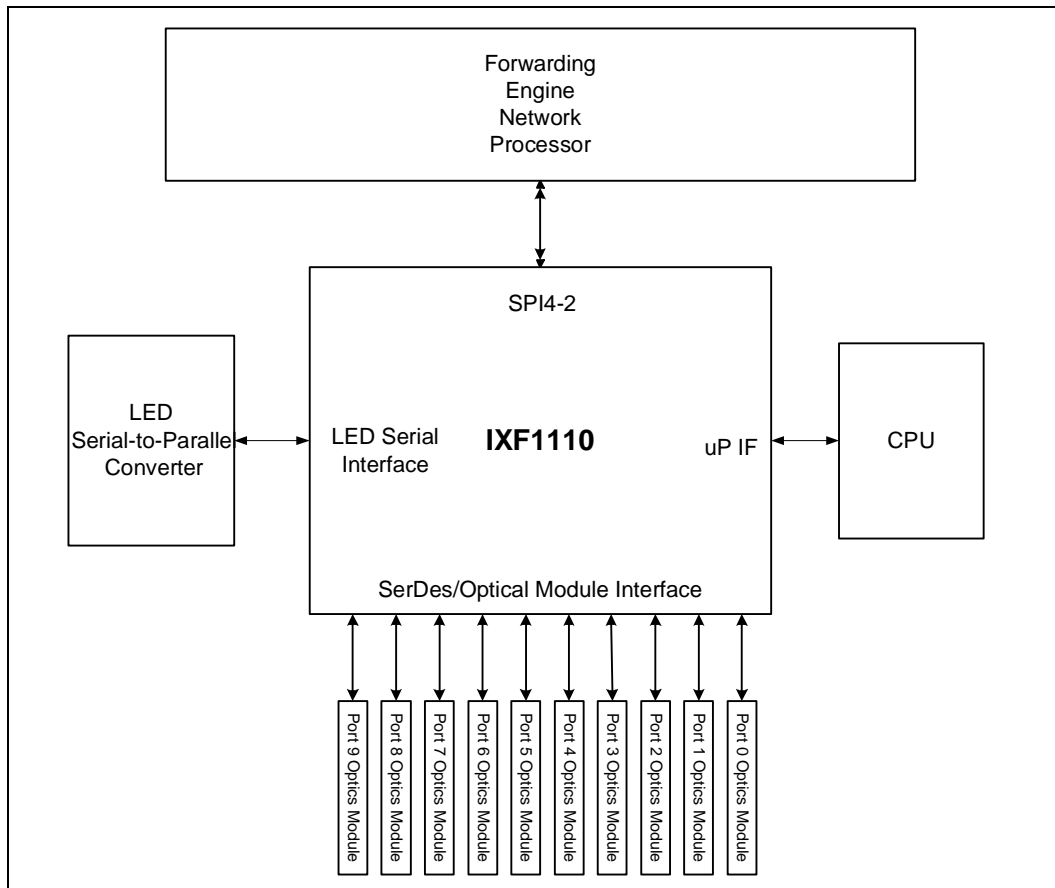 Forwarding
Engine
Network
Processor
SPI4-2
LED
Serial-to-Parallel
Converter
LED Serial
Interface
IXF1110
uP IF
CPU
SerDes/Optical Module Interface
Port 9 Optics Module
Port 8 Optics Module
Port 7 Optics Module
Port 6 Optics Module
Port 5 Optics Module
Port 4 Optics Module
Port 3 Optics Module
Port 2 Optics Module
Port 1 Optics Module
Port 0 Optics Module